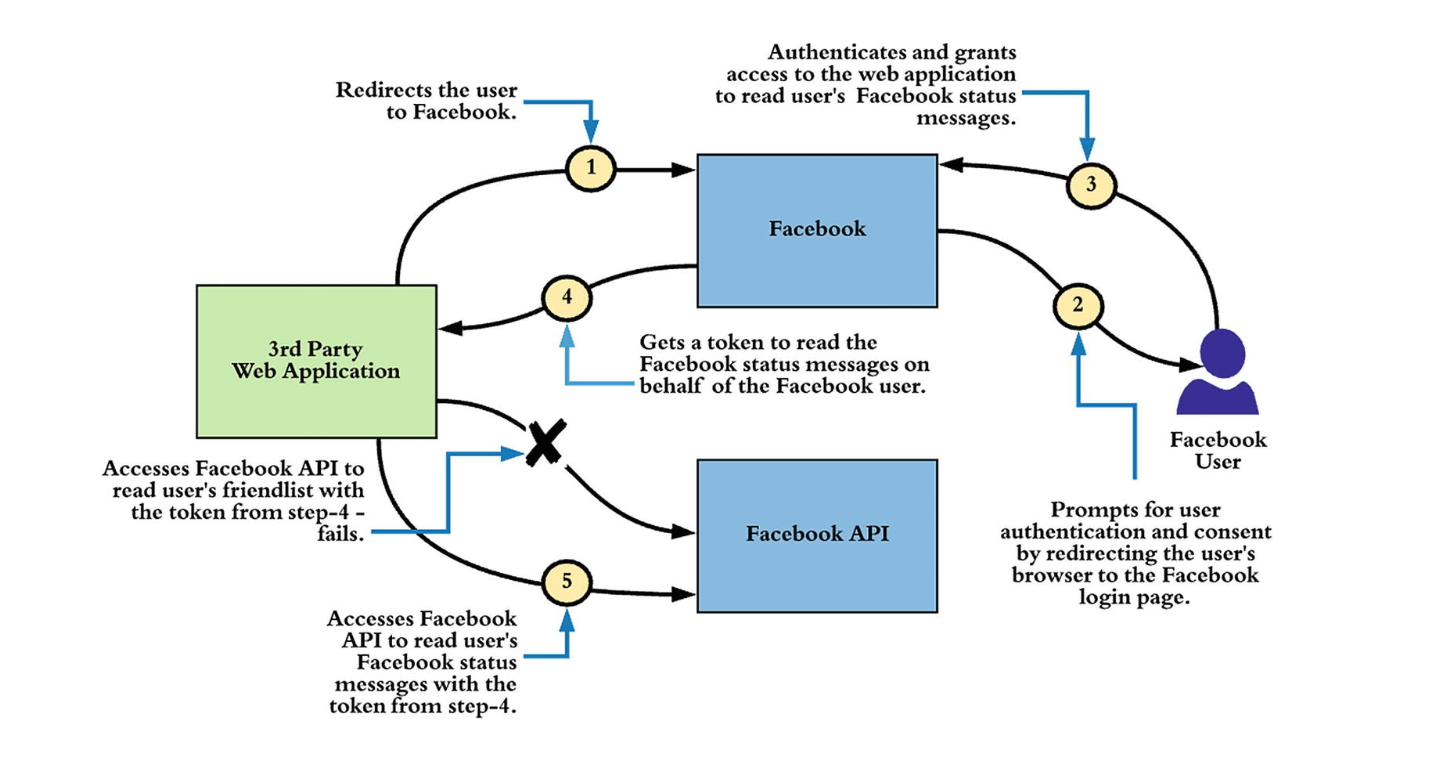 Redirects the user
to Facebook.
1
Authenticates and grants
access to the web application
to read user's Facebook status
messages.
3
Facebook
2
4
3rd Party
Web Application
Gets a token to read the
Facebook status messages on
behalf of the Facebook user.
Facebook
User
Accesses Facebook API to
read user's friendlist with
the token from step-4 -
fails.
Facebook API
Prompts for user
authentication and consent
by redirecting the user's
browser to the Facebook
login page.
5
Accesses Facebook
API to read user's
Facebook status
messages with the
token from step-4.